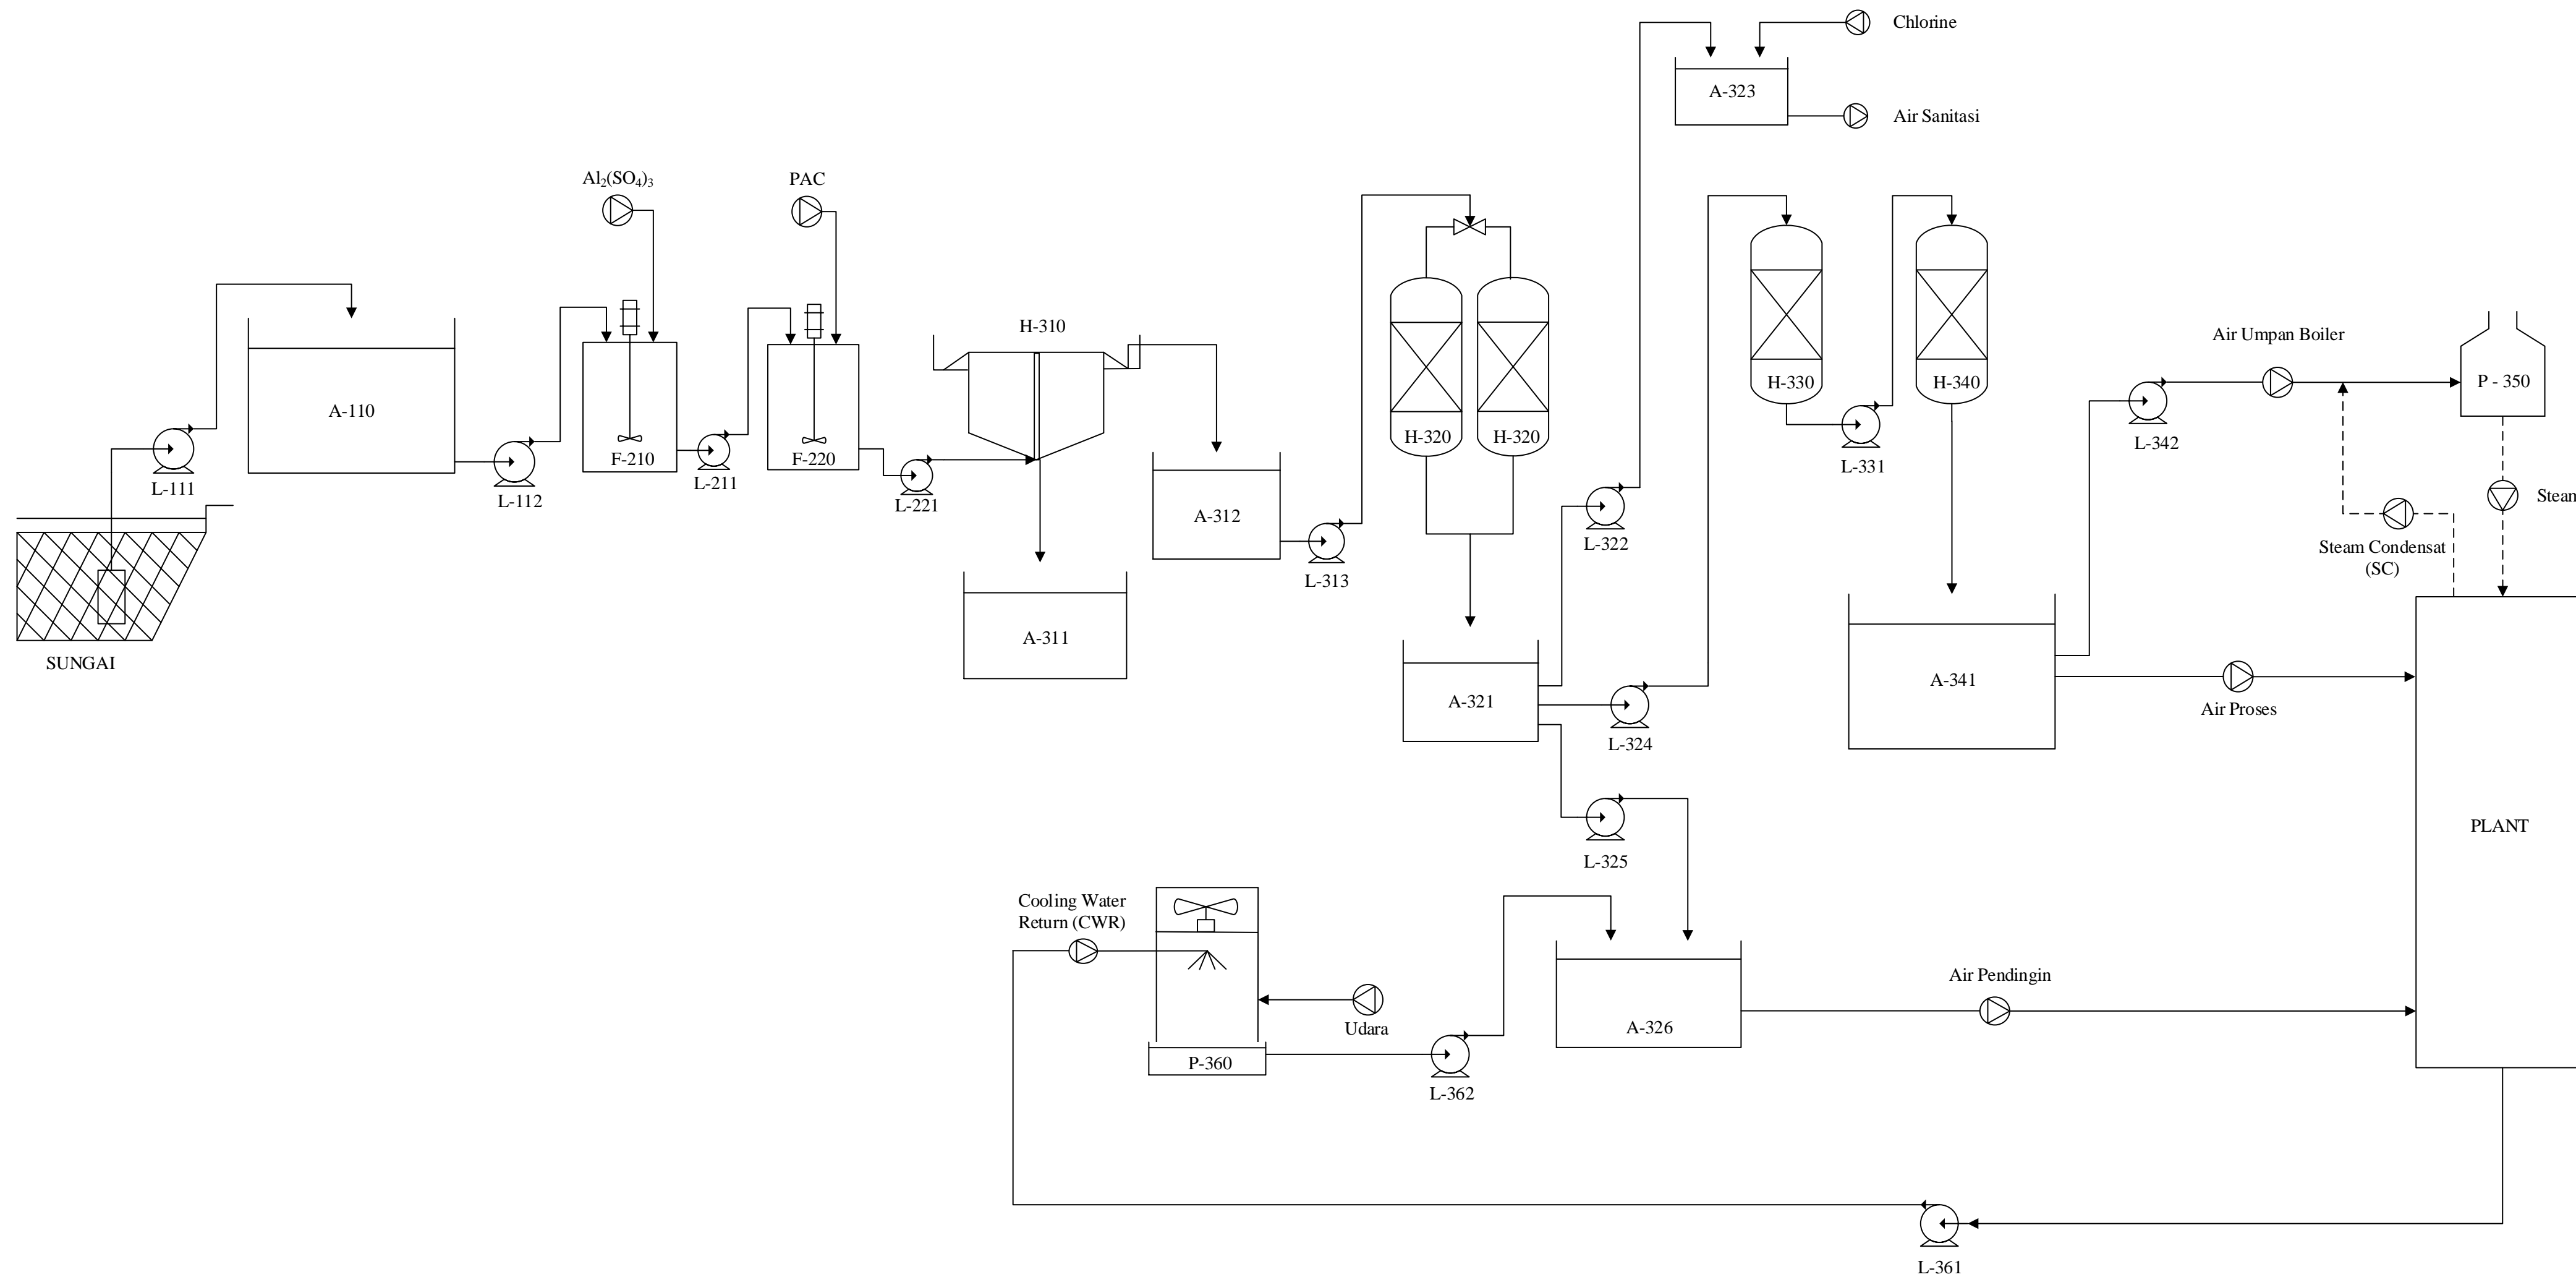 Chlorine
A-323
Air Sanitasi
Al₂(SO₄)₃
PAC
H-310
A-110
F-210
F-220
L-111
L-112
L-211
L-221
SUNGAI
A-311
A-312
L-313
H-320
H-320
L-322
A-321
L-324
L-325
H-330
L-331
H-340
A-341
L-342
Air Umpan Boiler
P - 350
Steam Condensat
(SC)
Air Proses
PLANT
Cooling Water
Return (CWR)
Udara
P-360
L-362
A-326
Air Pendingin
L-361